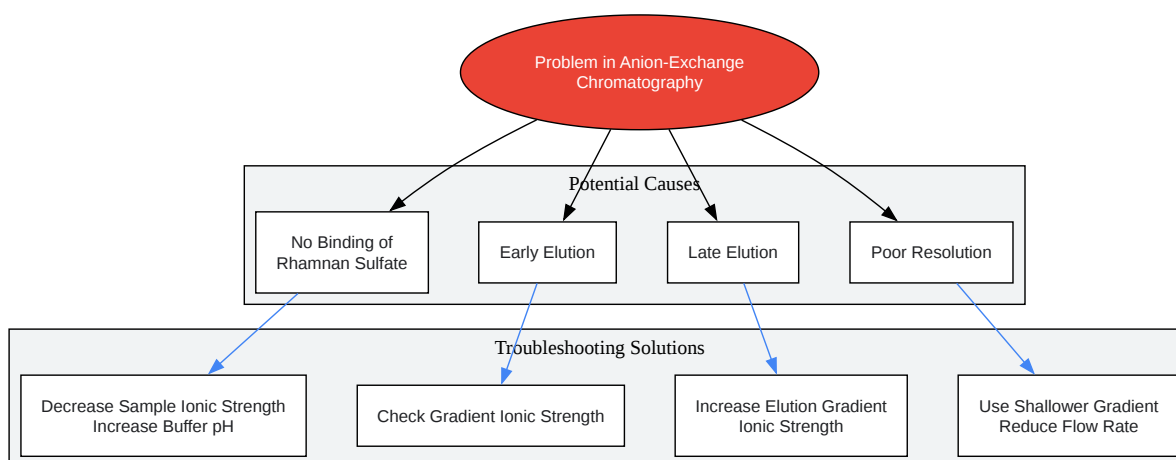 Problem in Anion-Exchange
Chromatography
Potential Causes
No Binding of
Rhamnan Sulfate
Early Elution
Late Elution
Poor Resolution
Troubleshooting Solutions
Decrease Sample Ionic Strength
Increase Buffer pH
Check Gradient Ionic Strength
Increase Elution Gradient
Ionic Strength
Use Shallower Gradient
Reduce Flow Rate